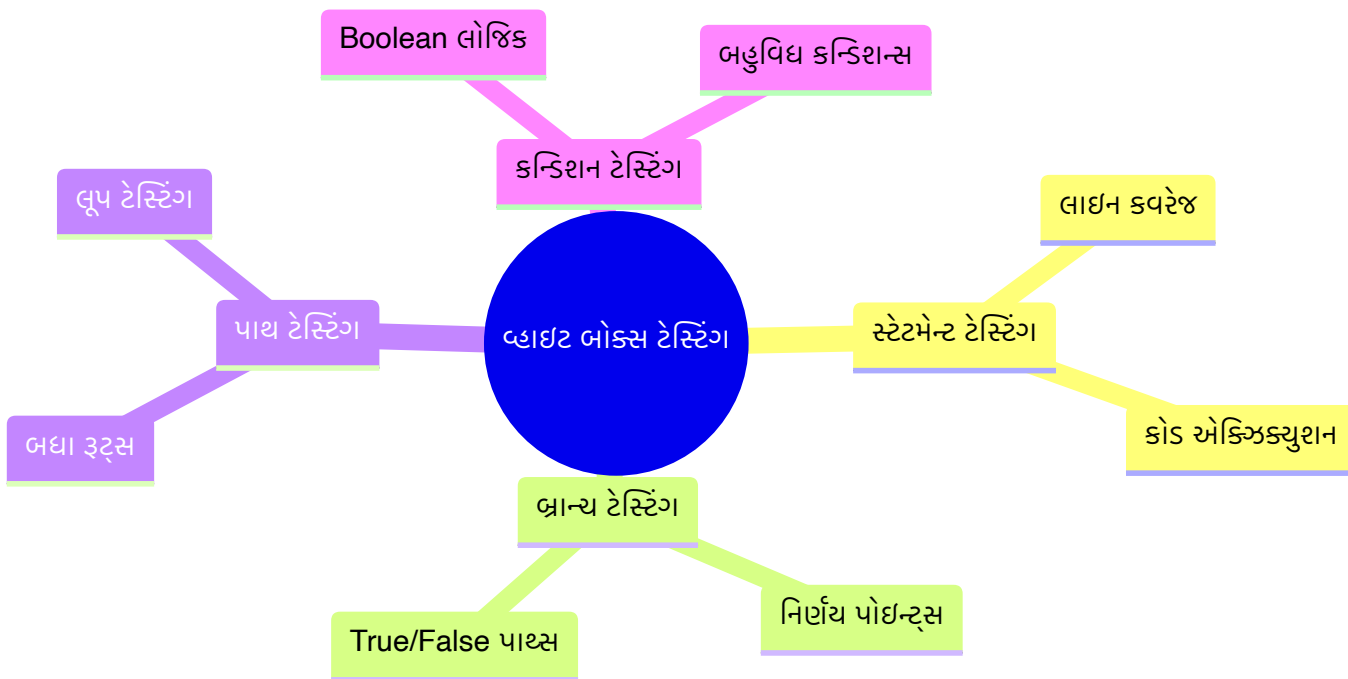 Boolean લોજિક
બહુવિધ કન્ડિશન્સ
કન્ડિશન ટેસ્ટિંગ
લૂપ ટેસ્ટિંગ
લાઇન કવરેજ
પાથ ટેસ્ટિંગ
વ્હાઇટ બોક્સ ટેસ્ટિંગ
સ્ટેટમેન્ટ ટેસ્ટિંગ
બધા રૂટ્સ
કોડ એક્ઝિક્યુશન
બ્રાન્ચ ટેસ્ટિંગ
True/False પાથ્સ
નિર્ણય પોઇન્ટ્સ